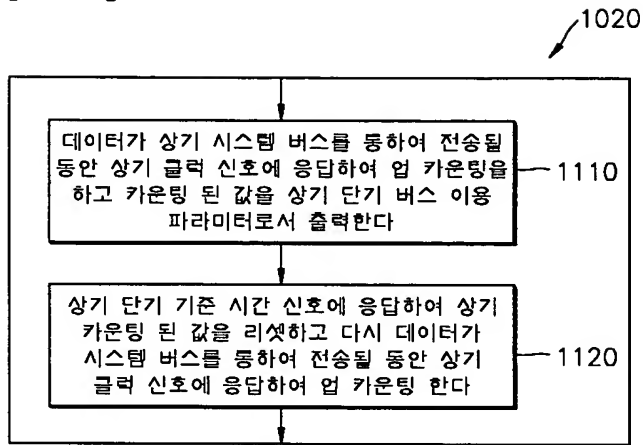 1020
데이터가 상기 시스템 버스를 통하여 전송될
동안 상기 클럭 신호에 응답하여 업 카운팅을
하고 카운팅 된 값을 상기 단기 버스 이용
파라미터로서 출력한다
1110
상기 단기 기준 시간 신호에 응답하여 상기
카운팅 된 값을 리셋하고 다시 데이터가
시스템 버스를 통하여 전송될 동안 상기
클럭 신호에 응답하여 업 카운팅 한다
1120